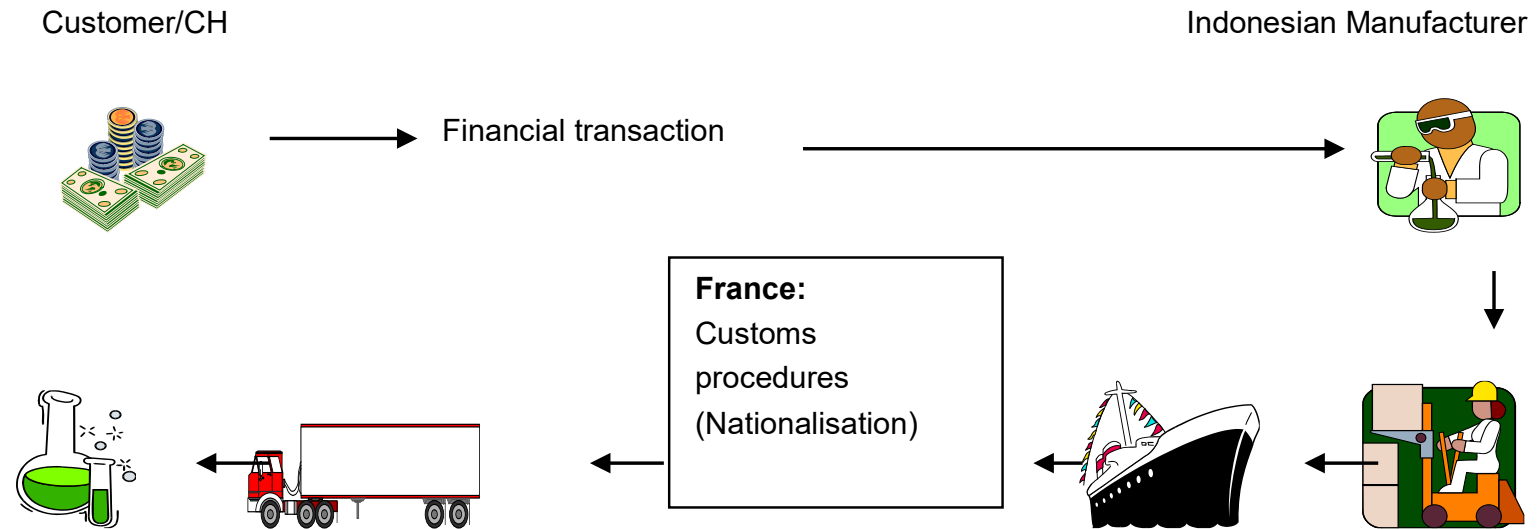 Customer/CH
Indonesian Manufacturer
Financial transaction
France:
Customs
procedures
(Nationalisation)